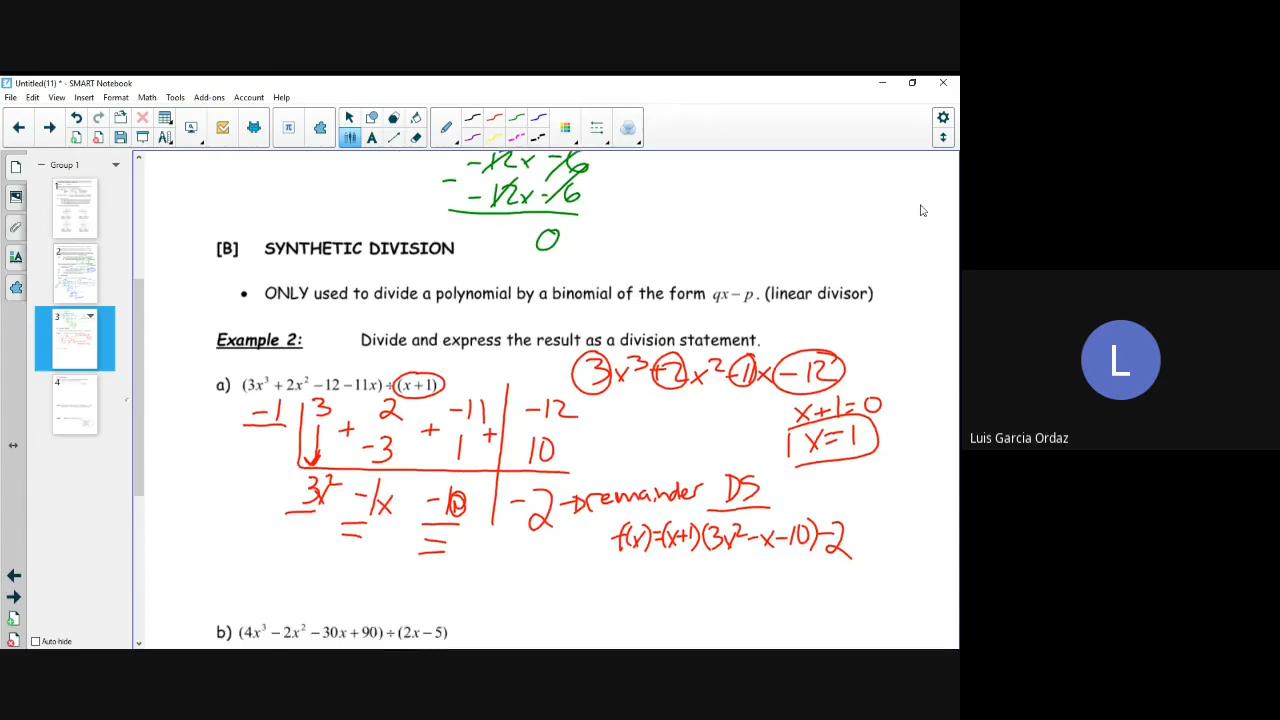 Untitled(11) * - SMART Notebook
File Edit View Insert Format Math Tools Add-ons Account Help
Group 1
1
2
3
4
-12x -6
- -12x -6
0
[B] SYNTHETIC DIVISION
• ONLY used to divide a polynomial by a binomial of the form qx – p. (linear divisor)
Example 2: Divide and express the result as a division statement.
3x³ +2x² -11x -12
a) (3x³ + 2x² – 12 – 11x) ÷ (x + 1)
x+1=0
x=-1
-1 | 3 2 -11 | -12
+ + +
-3 1 10
3x² -1x -10 | -2 → remainder DS
f(x)=(x+1)(3x²-x-10)-2
b) (4x³ – 2x² – 30x + 90) ÷ (2x – 5)
Auto hide
L
Luis Garcia Ordaz